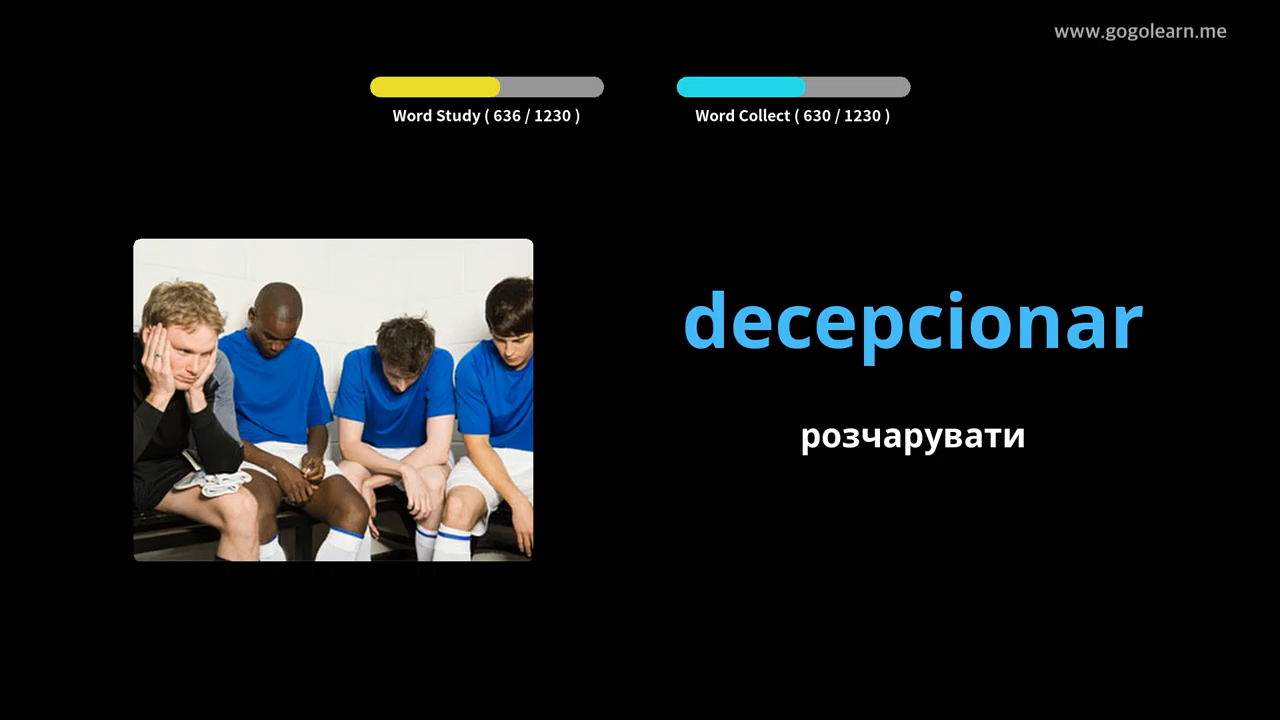 www.gogolearn.me
Word Study ( 636 / 1230 )
Word Collect ( 630 / 1230 )
decepcionar
розчарувати